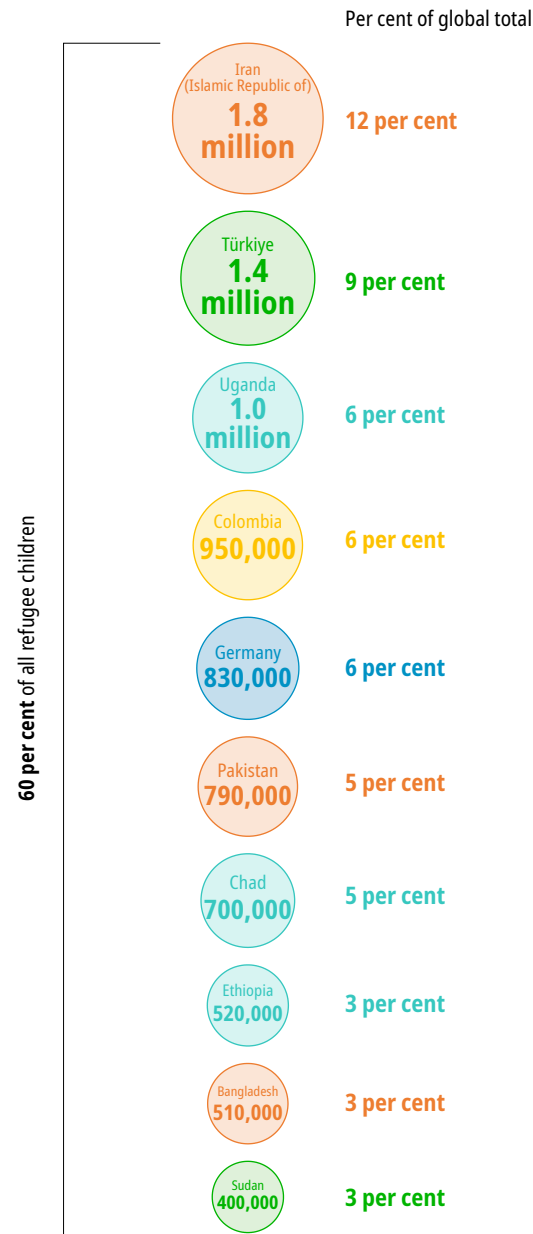 Per cent of global total
Iran
(Islamic Republic of)
1.8
million
12 per cent
Türkiye
1.4
million
9 per cent
Uganda
1.0
million
6 per cent
Colombia
950,000
6 per cent
Germany
830,000
6 per cent
Pakistan
790,000
5 per cent
Chad
700,000
5 per cent
Ethiopia
520,000
3 per cent
Bangladesh
510,000
3 per cent
Sudan
400,000
3 per cent
60 per cent of all refugee children